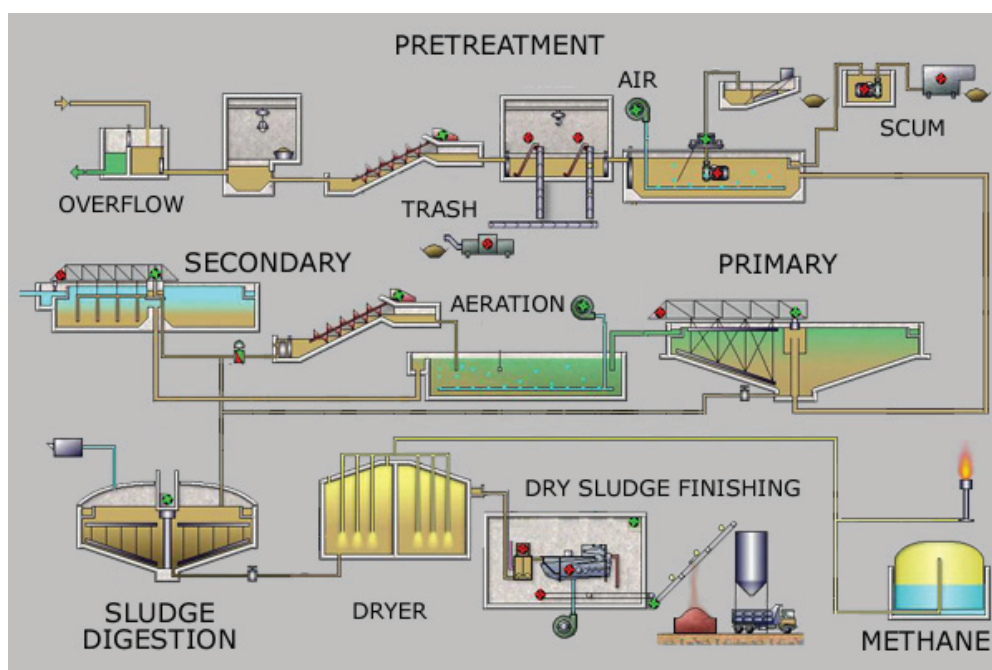 PRETREATMENT
AIR
SCUM
OVERFLOW
TRASH
SECONDARY
AERATION
PRIMARY
DRY SLUDGE FINISHING
SLUDGE
DIGESTION
DRYER
METHANE